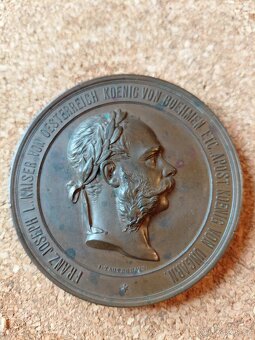 FRANZ JOSEPH I. KAISER VON OESTERREICH KOENIG VON BOEHMEN ETC. APOST. KOENIG VON UNGARN